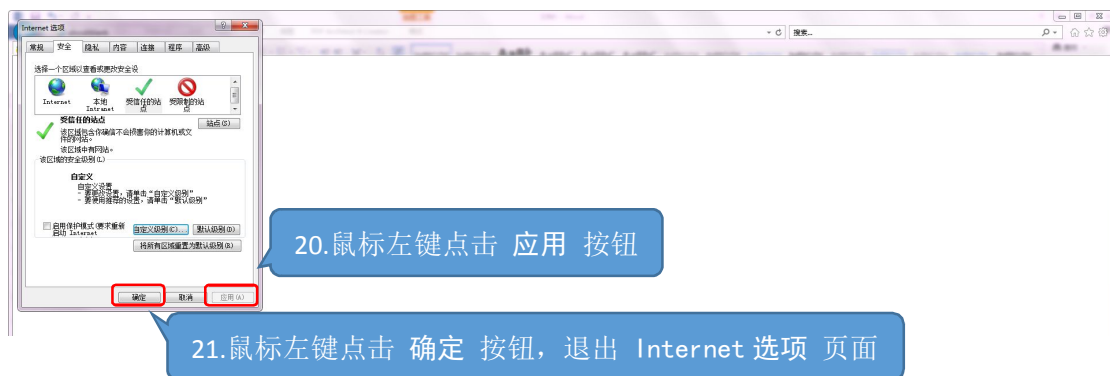 Internet 选项
搜索...
常规 安全 隐私 内容 连接 程序 高级
选择一个区域以查看或更改安全设
Internet 本地 Intranet 受信任的站点 受限制的站点
受信任的站点
站点(S)
该区域包含你确信不会损害你的计算机或文
件的网站。
该区域中有网站。
该区域的安全级别(L)
自定义
自定义设置
- 要更改设置，请单击“自定义级别”
- 要使用推荐的设置，请单击“默认级别”
启用保护模式(要求重新
启动 Internet
自定义级别(C)... 默认级别(D)
将所有区域重置为默认级别(R)
确定 取消 应用(A)
20.鼠标左键点击 应用 按钮
21.鼠标左键点击 确定 按钮，退出 Internet 选项 页面